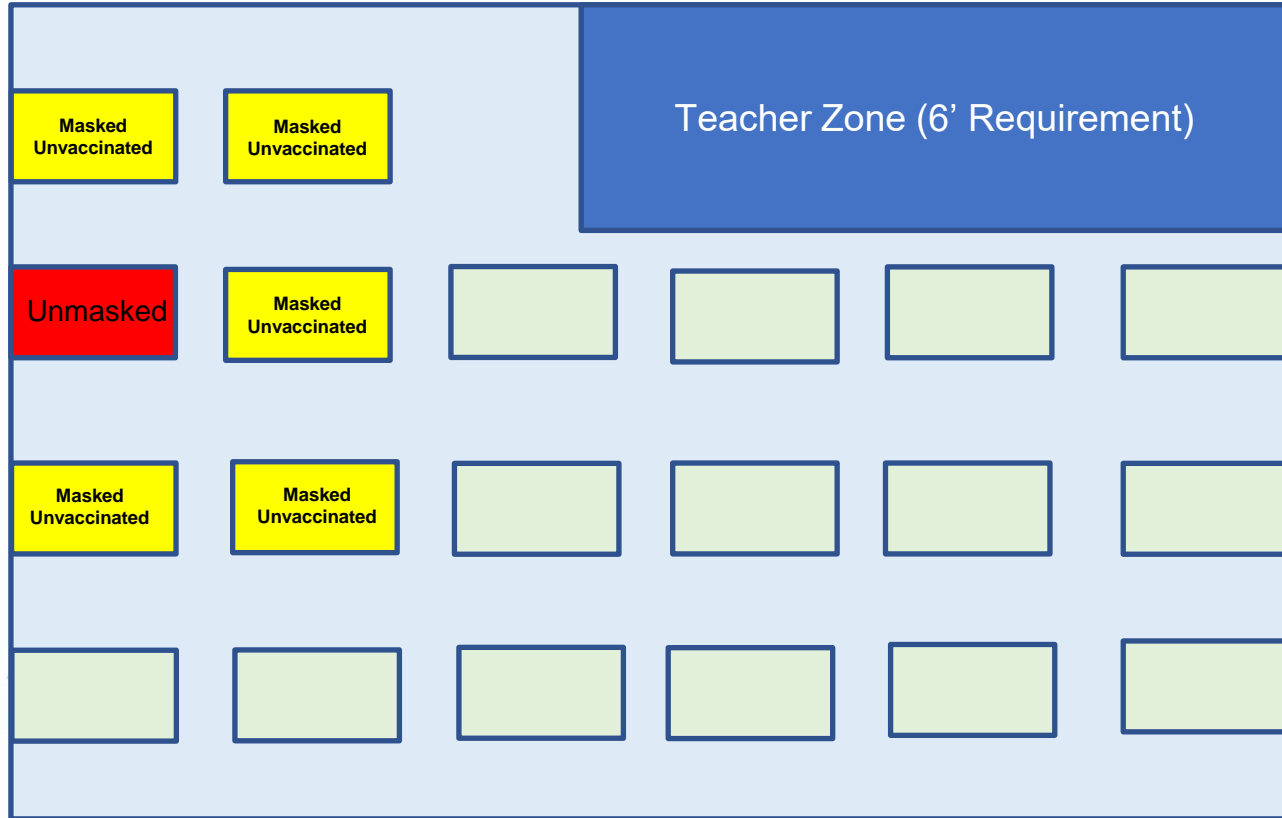 Teacher Zone (6’ Requirement)
Masked
Unvaccinated
Masked
Unvaccinated
Unmasked
Masked
Unvaccinated
Masked
Unvaccinated
Masked
Unvaccinated